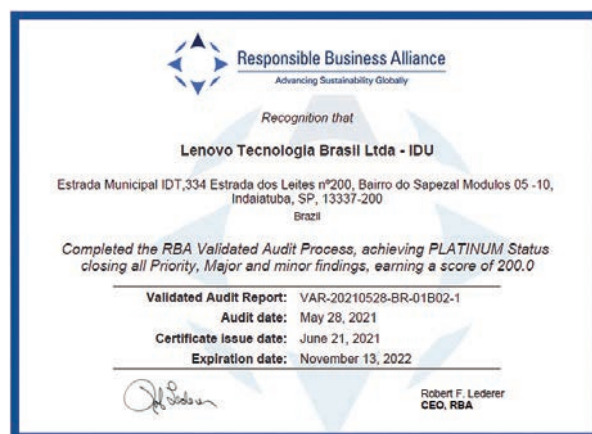 Responsible Business Alliance
Advancing Sustainability Globally
Recognition that
Lenovo Tecnologia Brasil Ltda - IDU
Estrada Municipal IDT,334 Estrada dos Leites nº200, Bairro do Sapezal Modulos 05 -10,
Indaiatuba, SP, 13337-200
Brazil
Completed the RBA Validated Audit Process, achieving PLATINUM Status
closing all Priority, Major and minor findings, earning a score of 200.0
Validated Audit Report: VAR-20210528-BR-01B02-1
Audit date: May 28, 2021
Certificate issue date: June 21, 2021
Expiration date: November 13, 2022
Robert F. Lederer
CEO, RBA